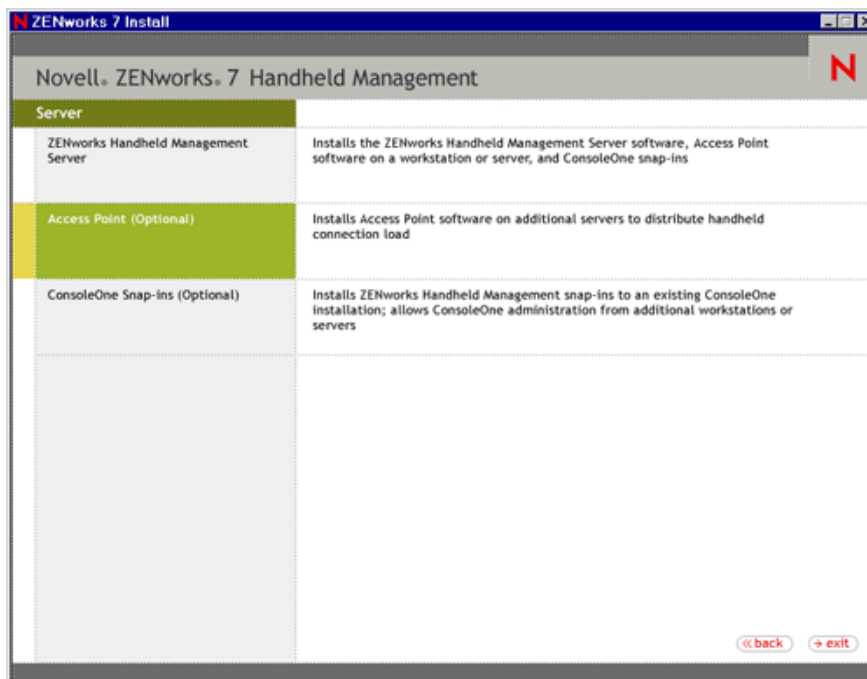 ZENworks 7 Install
Novell. ZENworks. 7 Handheld Management
N
Server
ZENworks Handheld Management
Server
Installs the ZENworks Handheld Management Server software, Access Point
software on a workstation or server, and ConsoleOne snap-ins
Access Point (Optional)
Installs Access Point software on additional servers to distribute handheld
connection load
ConsoleOne Snap-ins (Optional)
Installs ZENworks Handheld Management snap-ins to an existing ConsoleOne
installation; allows ConsoleOne administration from additional workstations or
servers
back
exit